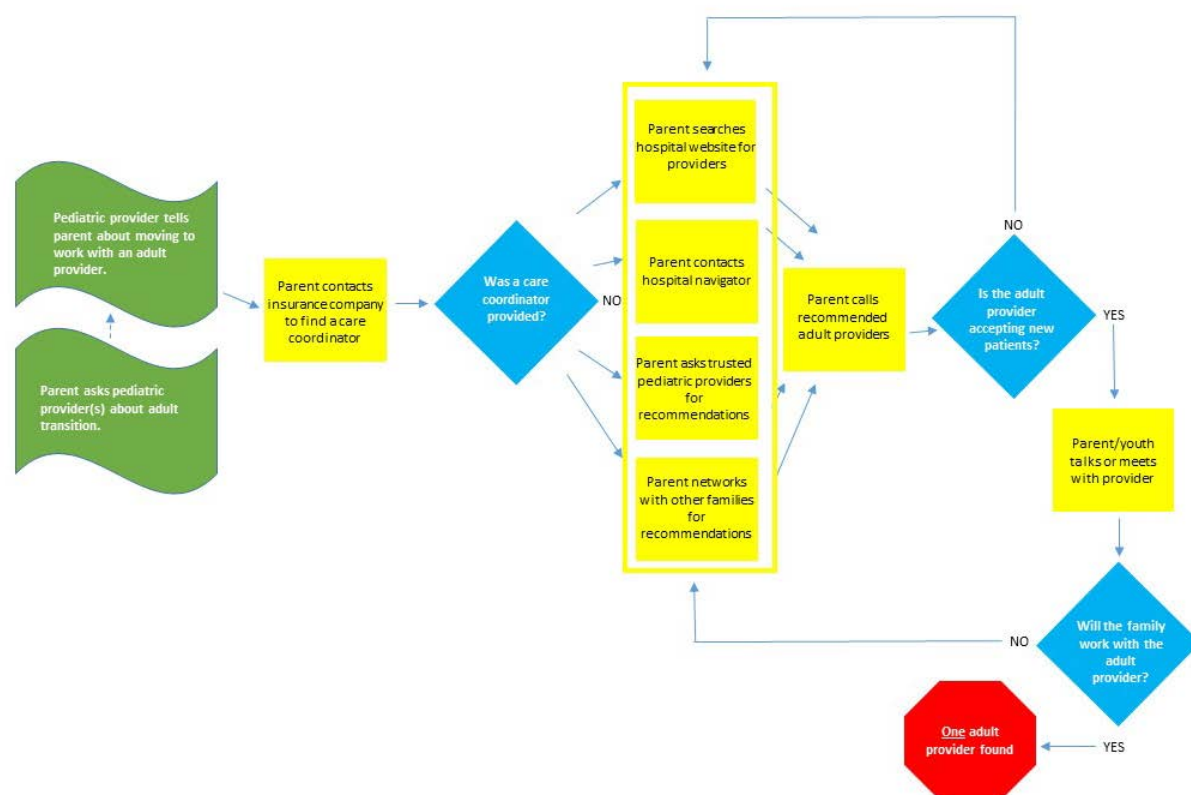 Pediatric provider tells
parent about moving to
work with an adult
provider.
Parent asks pediatric
provider(s) about adult
transition.
Parent contacts
insurance company
to find a care
coordinator
Was a care
coordinator
provided?
NO
Parent searches
hospital website for
providers
Parent contacts
hospital navigator
Parent asks trusted
pediatric providers
for
recommendations
Parent networks
with other families
for
recommendations
Parent calls
recommended
adult providers
NO
Is the adult
provider
accepting new
patients?
YES
Parent/youth
talks or meets
with provider
Will the family
work with the
adult
provider?
NO
YES
One adult
provider found